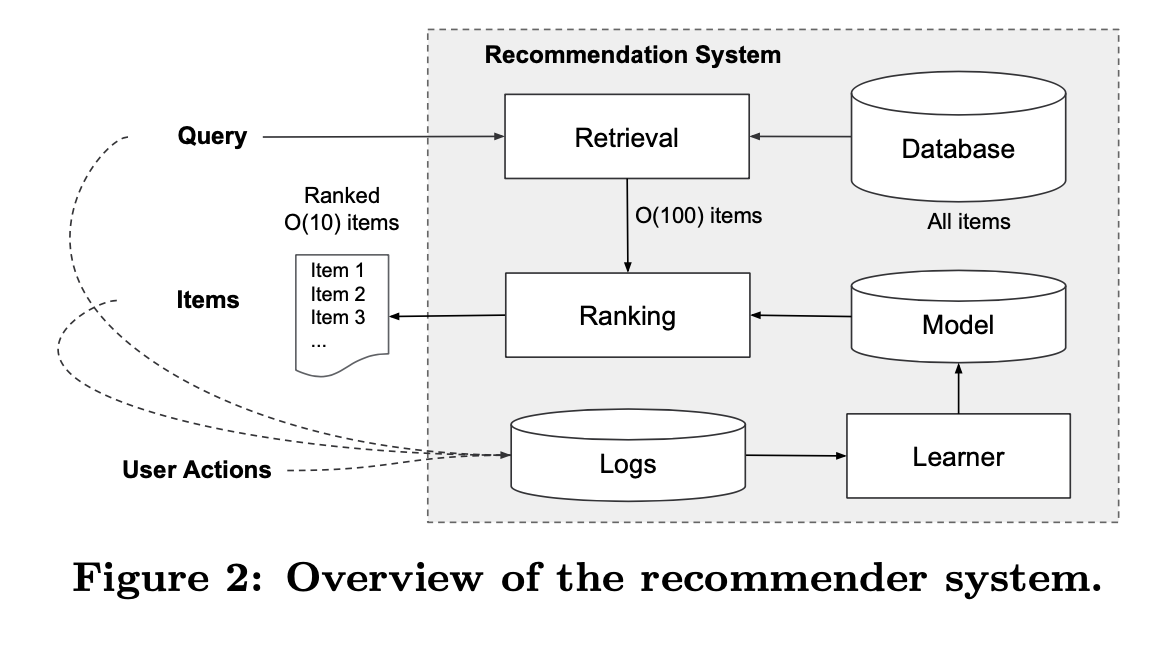 Recommendation System
Query
Retrieval
Database
Ranked
O(10) items
O(100) items
All items
Items
Item 1
Item 2
Item 3
...
Ranking
Model
User Actions
Logs
Learner
Figure 2: Overview of the recommender system.